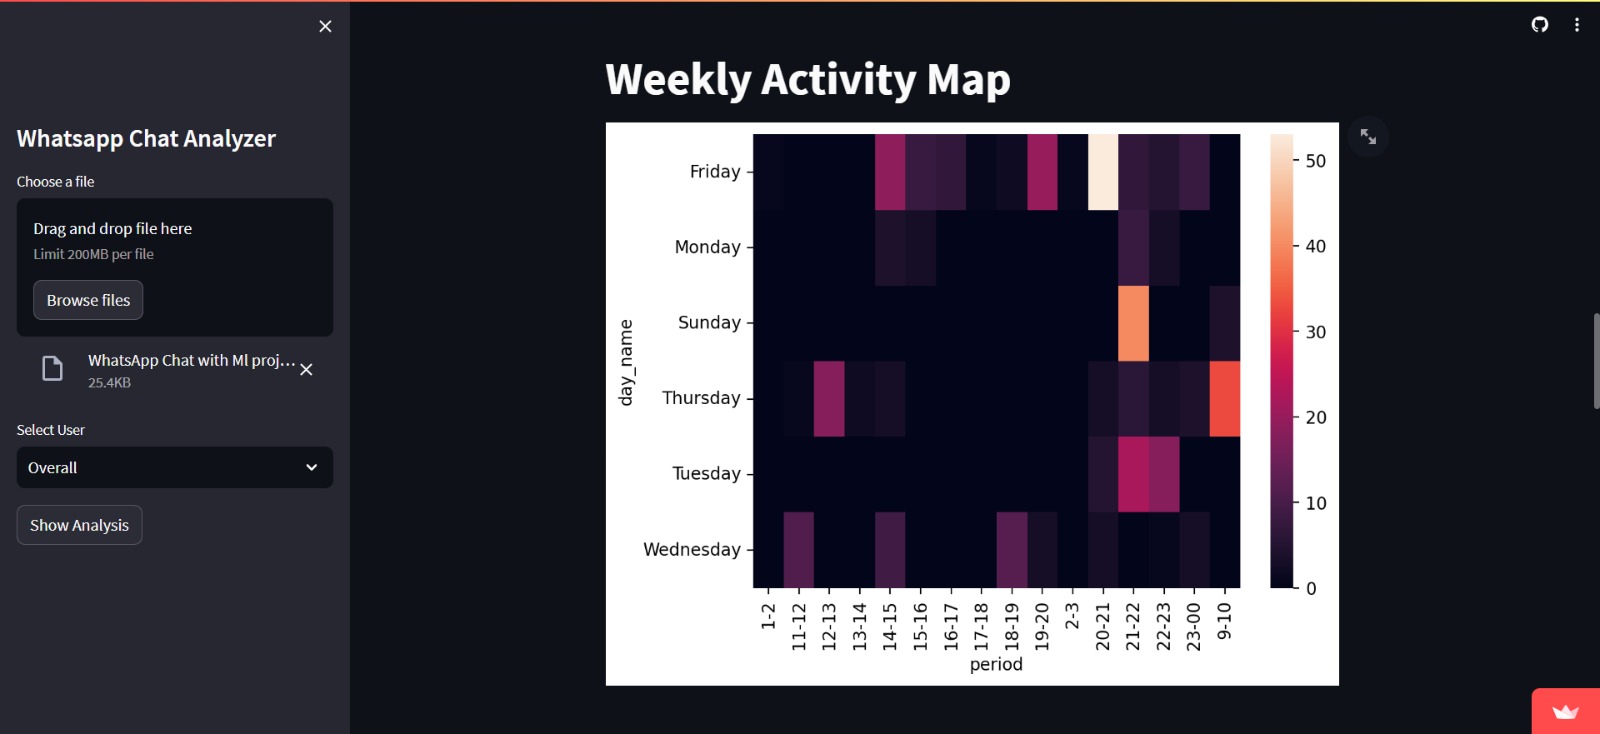 Whatsapp Chat Analyzer
Choose a file
Drag and drop file here
Limit 200MB per file
Browse files
WhatsApp Chat with Ml proj...
25.4KB
Select User
Overall
Show Analysis
Weekly Activity Map
day_name
Friday
Monday
Sunday
Thursday
Tuesday
Wednesday
1-2
11-12
12-13
13-14
14-15
15-16
16-17
17-18
18-19
19-20
2-3
20-21
21-22
22-23
23-00
9-10
period
50
40
30
20
10
0